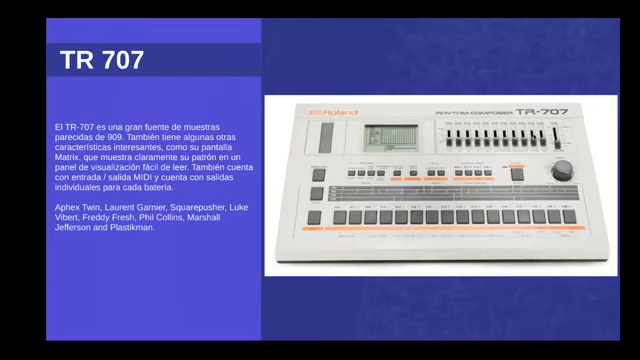 TR 707
El TR-707 es una gran fuente de muestras
parecidas de 909. También tiene algunas otras
características interesantes, como su pantalla
Matrix, que muestra claramente su patrón en un
panel de visualización fácil de leer. También cuenta
con entrada / salida MIDI y cuenta con salidas
individuales para cada batería.
Aphex Twin, Laurent Garnier, Squarepusher, Luke
Vibert, Freddy Fresh, Phil Collins, Marshall
Jefferson and Plastikman.
Roland
RHYTHM COMPOSER TR-707